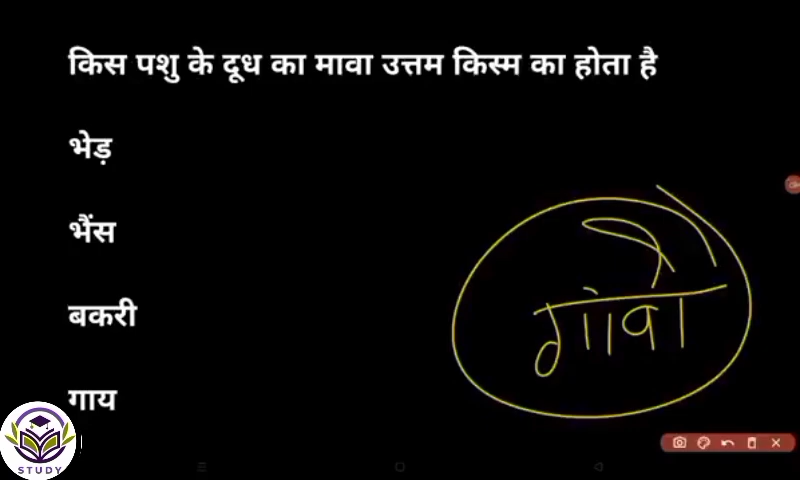 किस पशु के दूध का मावा उत्तम किस्म का होता है
भेड़
भैंस
बकरी
गाय
STUDY